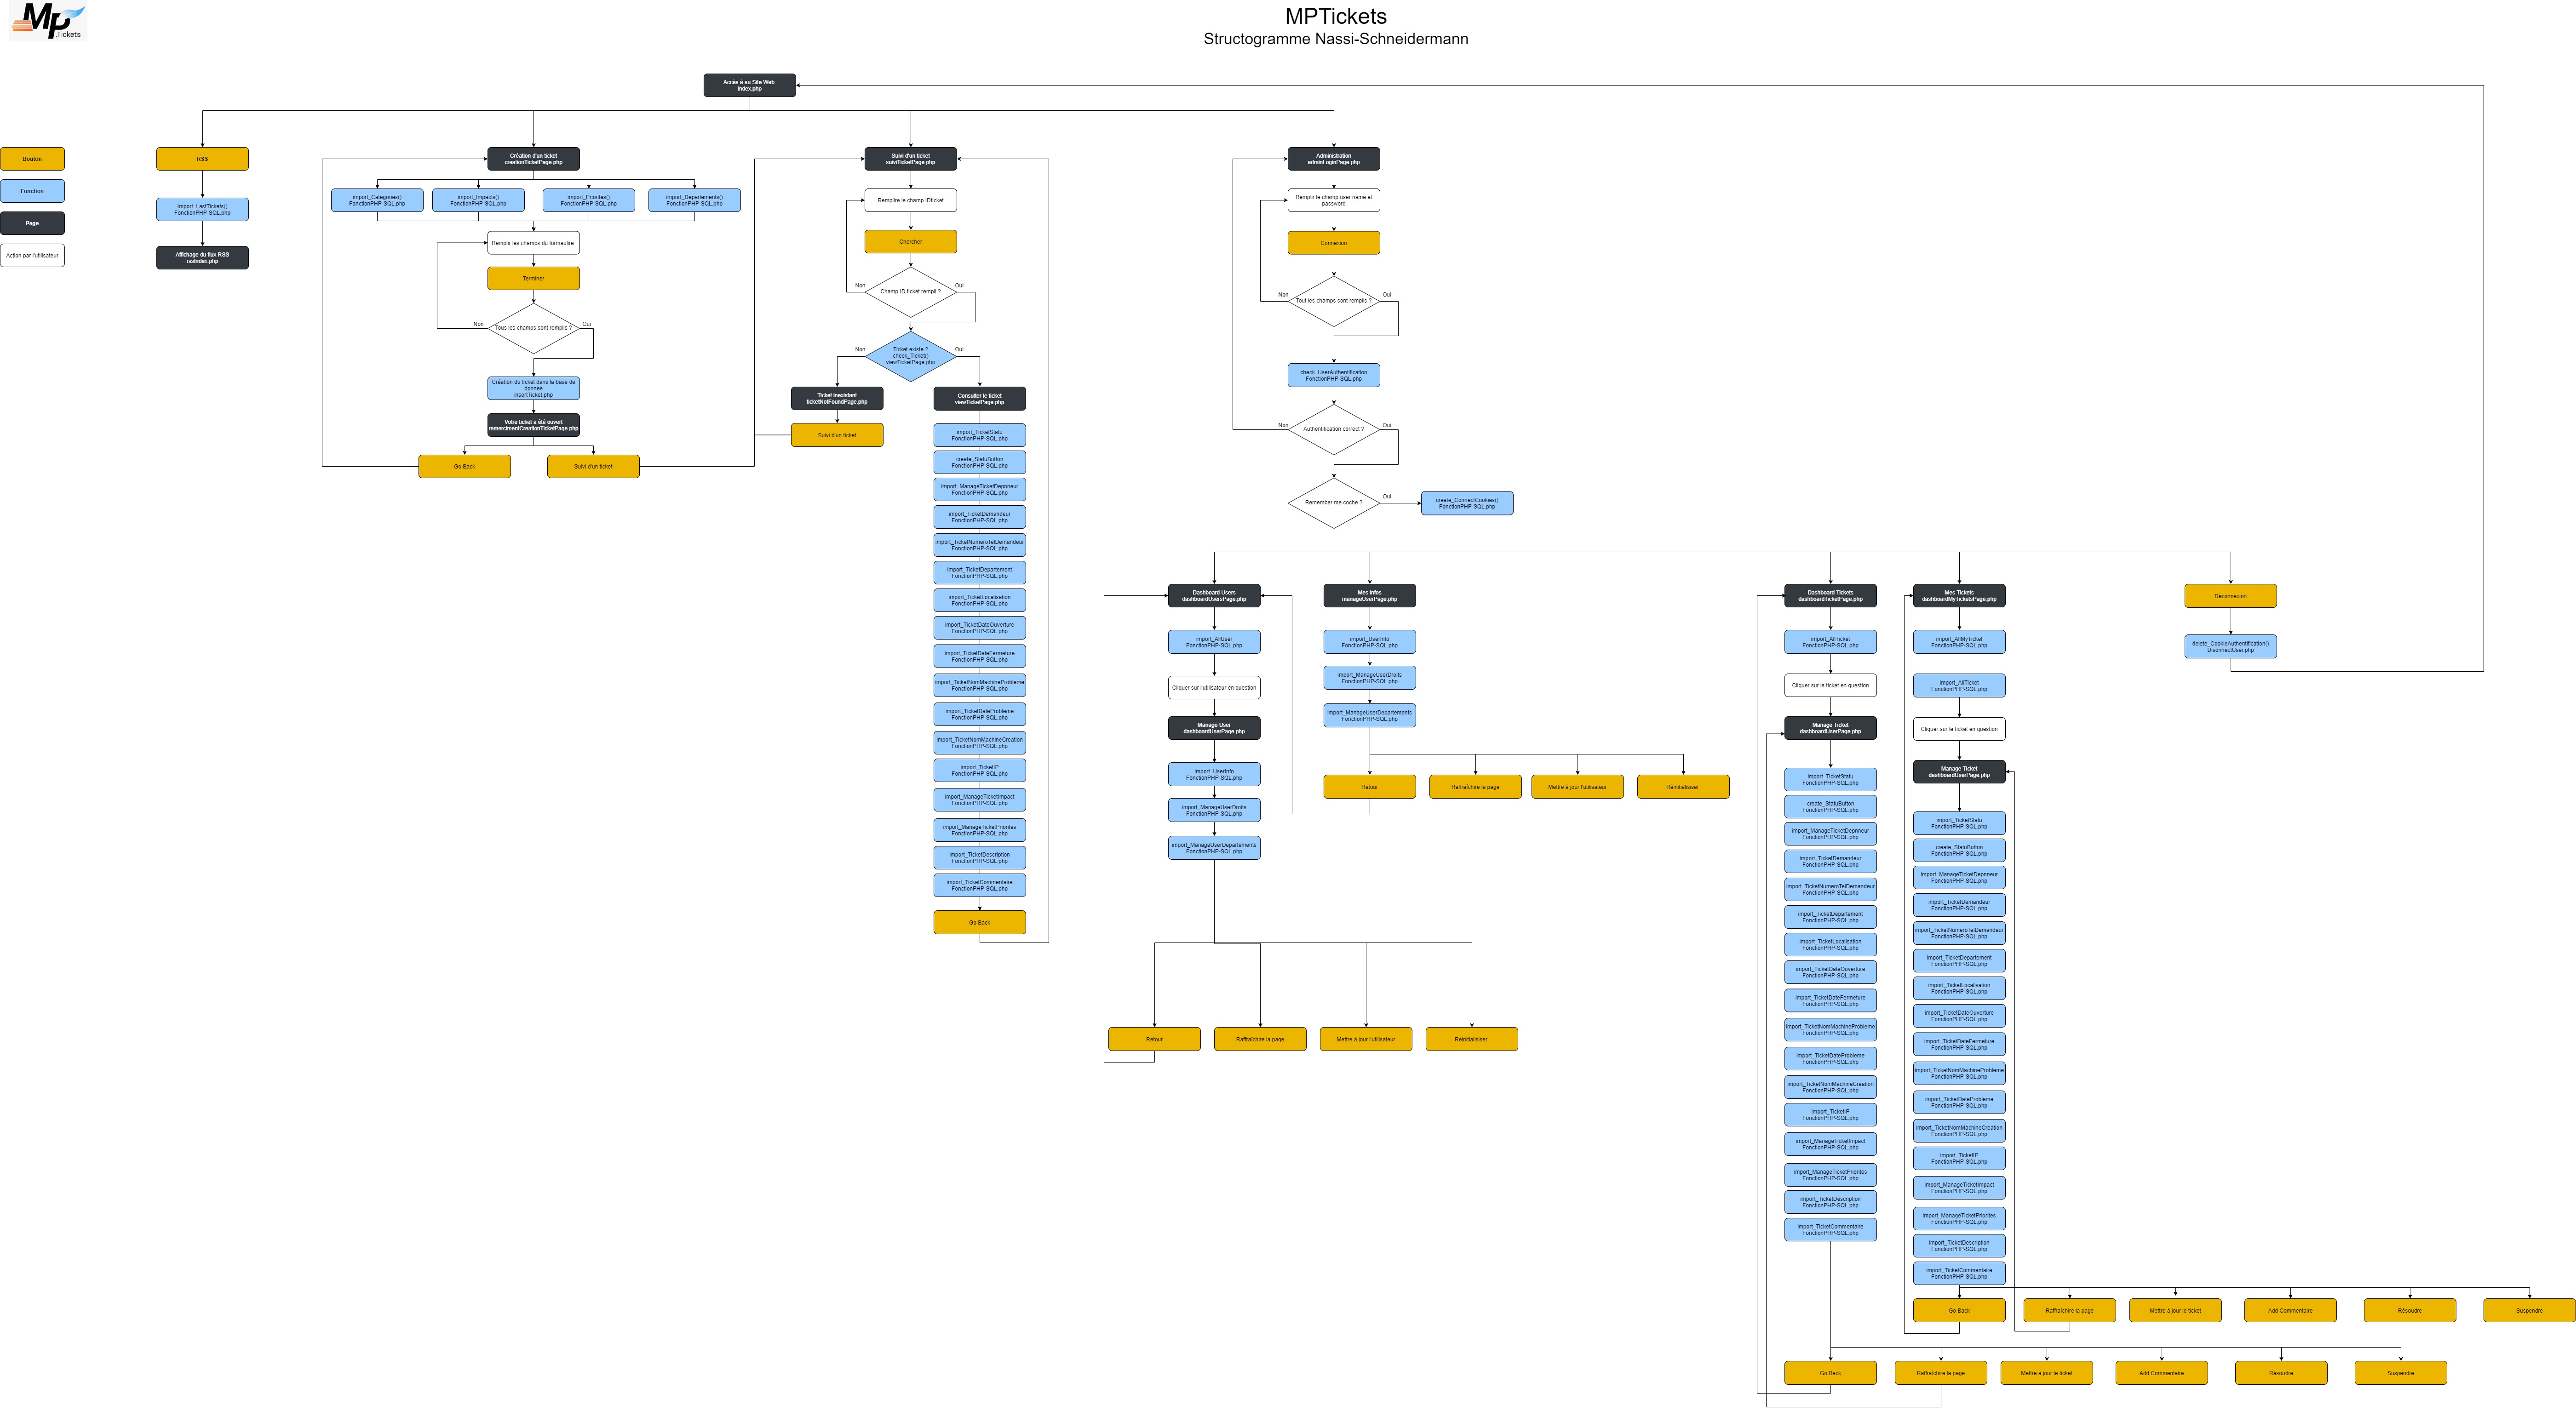 Mp
.Tickets
MPTickets
Structogramme Nassi-Schneidermann
Accès à au Site Web
index.php
Bouton
Fonction
Page
Action par l'utilisateur
RSS
import_LastTickets()
FonctionPHP-SQL.php
Affichage du flux RSS
rssIndex.php
Création d'un ticket
creationTicketPage.php
import_Categories()
FonctionPHP-SQL.php
import_Impacts()
FonctionPHP-SQL.php
import_Priorites()
FonctionPHP-SQL.php
import_Departements()
FonctionPHP-SQL.php
Remplir les champs du formaulire
Terminer
Tous les champs sont remplis ?
Non
Oui
Création du ticket dans la base de
donnée
insertTicket.php
Votre ticket a été ouvert
remercimentCreationTicketPage.php
Go Back
Suivi d'un ticket
Suivi d'un ticket
suiviTicketPage.php
Remplire le champ IDticket
Chercher
Champ ID ticket rempli ?
Non
Oui
Ticket existe ?
check_Ticket()
viewTicketPage.php
Non
Oui
Ticket inexistant
ticketNotFoundPage.php
Suivi d'un ticket
Consulter le ticket
viewTicketPage.php
import_TicketStatu
FonctionPHP-SQL.php
create_StatuButton
FonctionPHP-SQL.php
import_ManageTicketDepnneur
FonctionPHP-SQL.php
import_TicketDemandeur
FonctionPHP-SQL.php
import_TicketNumeroTelDemandeur
FonctionPHP-SQL.php
import_TicketDepartement
FonctionPHP-SQL.php
import_TicketLocalisation
FonctionPHP-SQL.php
import_TicketDateOuverture
FonctionPHP-SQL.php
import_TicketDateFermeture
FonctionPHP-SQL.php
import_TicketNomMachineProbleme
FonctionPHP-SQL.php
import_TicketDateProbleme
FonctionPHP-SQL.php
import_TicketNomMachineCreation
FonctionPHP-SQL.php
import_TicketIP
FonctionPHP-SQL.php
import_ManageTicketImpact
FonctionPHP-SQL.php
import_ManageTicketPriorites
FonctionPHP-SQL.php
import_TicketDescription
FonctionPHP-SQL.php
import_TicketCommentaire
FonctionPHP-SQL.php
Go Back
Administration
adminLoginPage.php
Remplir le champ user name et
password
Connexion
Tout les champs sont remplis ?
Non
Oui
check_UserAuthentification
FonctionPHP-SQL.php
Authentification correct ?
Non
Oui
Remember me coché ?
Oui
create_ConnectCookies()
FonctionPHP-SQL.php
Dashboard Users
dashboardUsersPage.php
import_AllUser
FonctionPHP-SQL.php
Cliquer sur l'utilisateur en question
Manage User
dashboardUserPage.php
import_UserInfo
FonctionPHP-SQL.php
import_ManageUserDroits
FonctionPHP-SQL.php
import_ManageUserDepartements
FonctionPHP-SQL.php
Retour
Raffraîchire la page
Mettre à jour l'utilisateur
Réinitialisiser
Mes infos
manageUserPage.php
import_UserInfo
FonctionPHP-SQL.php
import_ManageUserDroits
FonctionPHP-SQL.php
import_ManageUserDepartements
FonctionPHP-SQL.php
Retour
Raffraîchire la page
Mettre à jour l'utilisateur
Réinitialisiser
Dashboard Tickets
dashboardTicketPage.php
import_AllTicket
FonctionPHP-SQL.php
Cliquer sur le ticket en question
Manage Ticket
dashboardUserPage.php
import_TicketStatu
FonctionPHP-SQL.php
create_StatuButton
FonctionPHP-SQL.php
import_ManageTicketDepnneur
FonctionPHP-SQL.php
import_TicketDemandeur
FonctionPHP-SQL.php
import_TicketNumeroTelDemandeur
FonctionPHP-SQL.php
import_TicketDepartement
FonctionPHP-SQL.php
import_TicketLocalisation
FonctionPHP-SQL.php
import_TicketDateOuverture
FonctionPHP-SQL.php
import_TicketDateFermeture
FonctionPHP-SQL.php
import_TicketNomMachineProbleme
FonctionPHP-SQL.php
import_TicketDateProbleme
FonctionPHP-SQL.php
import_TicketNomMachineCreation
FonctionPHP-SQL.php
import_TicketIP
FonctionPHP-SQL.php
import_ManageTicketImpact
FonctionPHP-SQL.php
import_ManageTicketPriorites
FonctionPHP-SQL.php
import_TicketDescription
FonctionPHP-SQL.php
import_TicketCommentaire
FonctionPHP-SQL.php
Go Back
Raffraîchire la page
Mettre à jour le ticket
Add Commentaire
Résoudre
Suspendre
Mes Tickets
dashboardMyTicketsPage.php
import_AllMyTicket
FonctionPHP-SQL.php
import_AllTicket
FonctionPHP-SQL.php
Cliquer sur le ticket en question
Manage Ticket
dashboardUserPage.php
import_TicketStatu
FonctionPHP-SQL.php
create_StatuButton
FonctionPHP-SQL.php
import_ManageTicketDepnneur
FonctionPHP-SQL.php
import_TicketDemandeur
FonctionPHP-SQL.php
import_TicketNumeroTelDemandeur
FonctionPHP-SQL.php
import_TicketDepartement
FonctionPHP-SQL.php
import_TicketLocalisation
FonctionPHP-SQL.php
import_TicketDateOuverture
FonctionPHP-SQL.php
import_TicketDateFermeture
FonctionPHP-SQL.php
import_TicketNomMachineProbleme
FonctionPHP-SQL.php
import_TicketDateProbleme
FonctionPHP-SQL.php
import_TicketNomMachineCreation
FonctionPHP-SQL.php
import_TicketIP
FonctionPHP-SQL.php
import_ManageTicketImpact
FonctionPHP-SQL.php
import_ManageTicketPriorites
FonctionPHP-SQL.php
import_TicketDescription
FonctionPHP-SQL.php
import_TicketCommentaire
FonctionPHP-SQL.php
Go Back
Raffraîchire la page
Mettre à jour le ticket
Add Commentaire
Résoudre
Suspendre
Déconnexion
delete_CookieAuthentification()
DisonnectUser.php